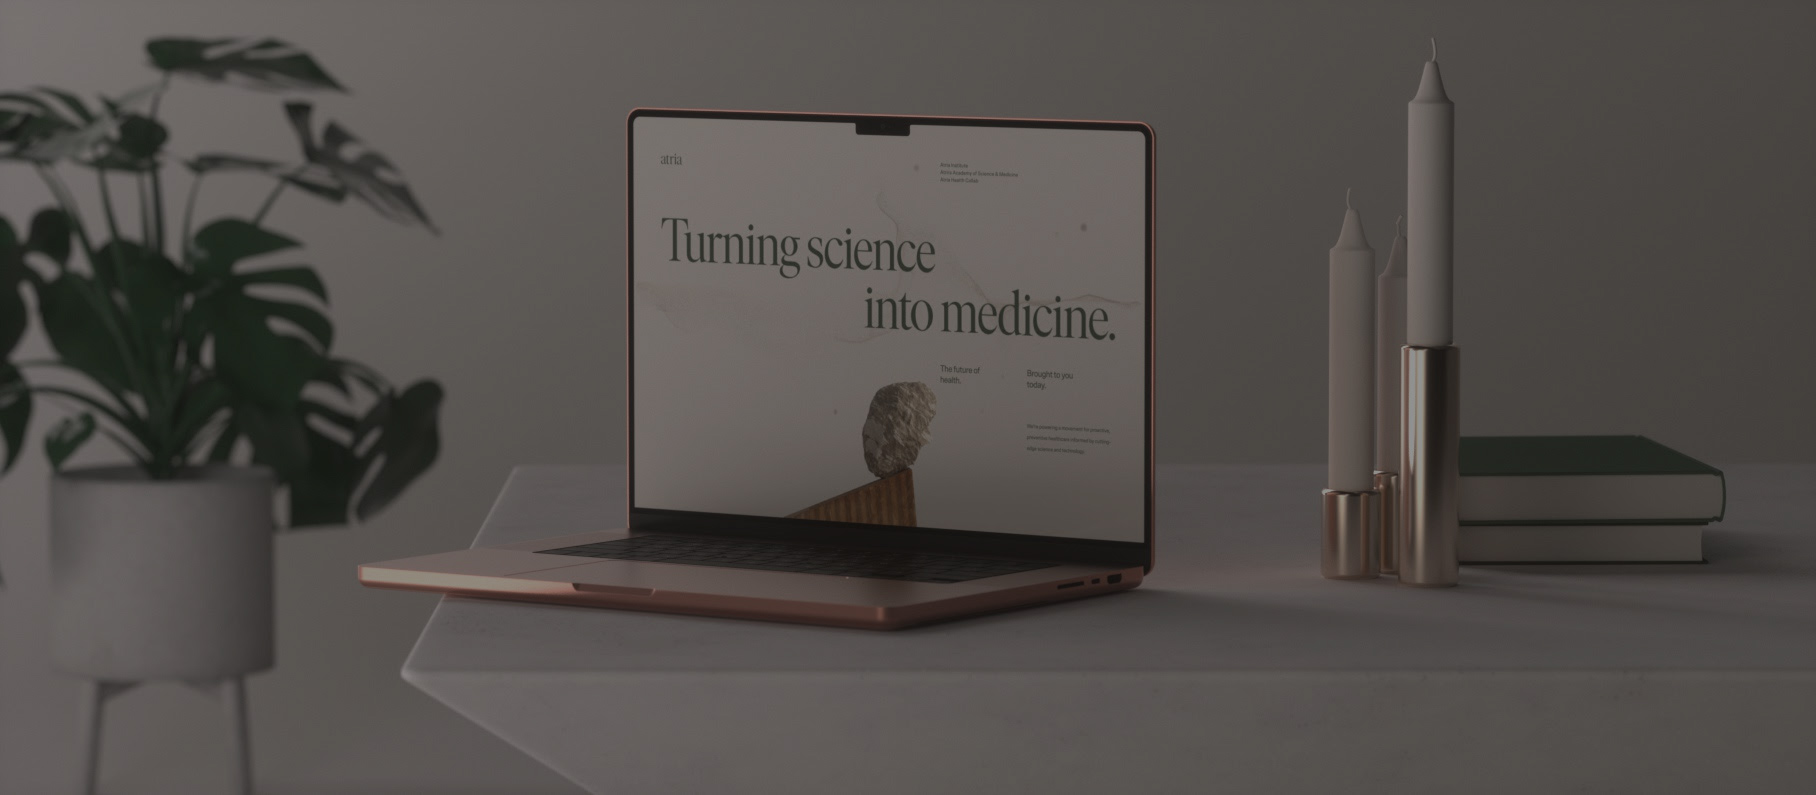 atria
Atria Institute
Atria Academy of Science & Medicine
Atria Health Collab
Turning science
into medicine.
The future of
health.
Brought to you
today.